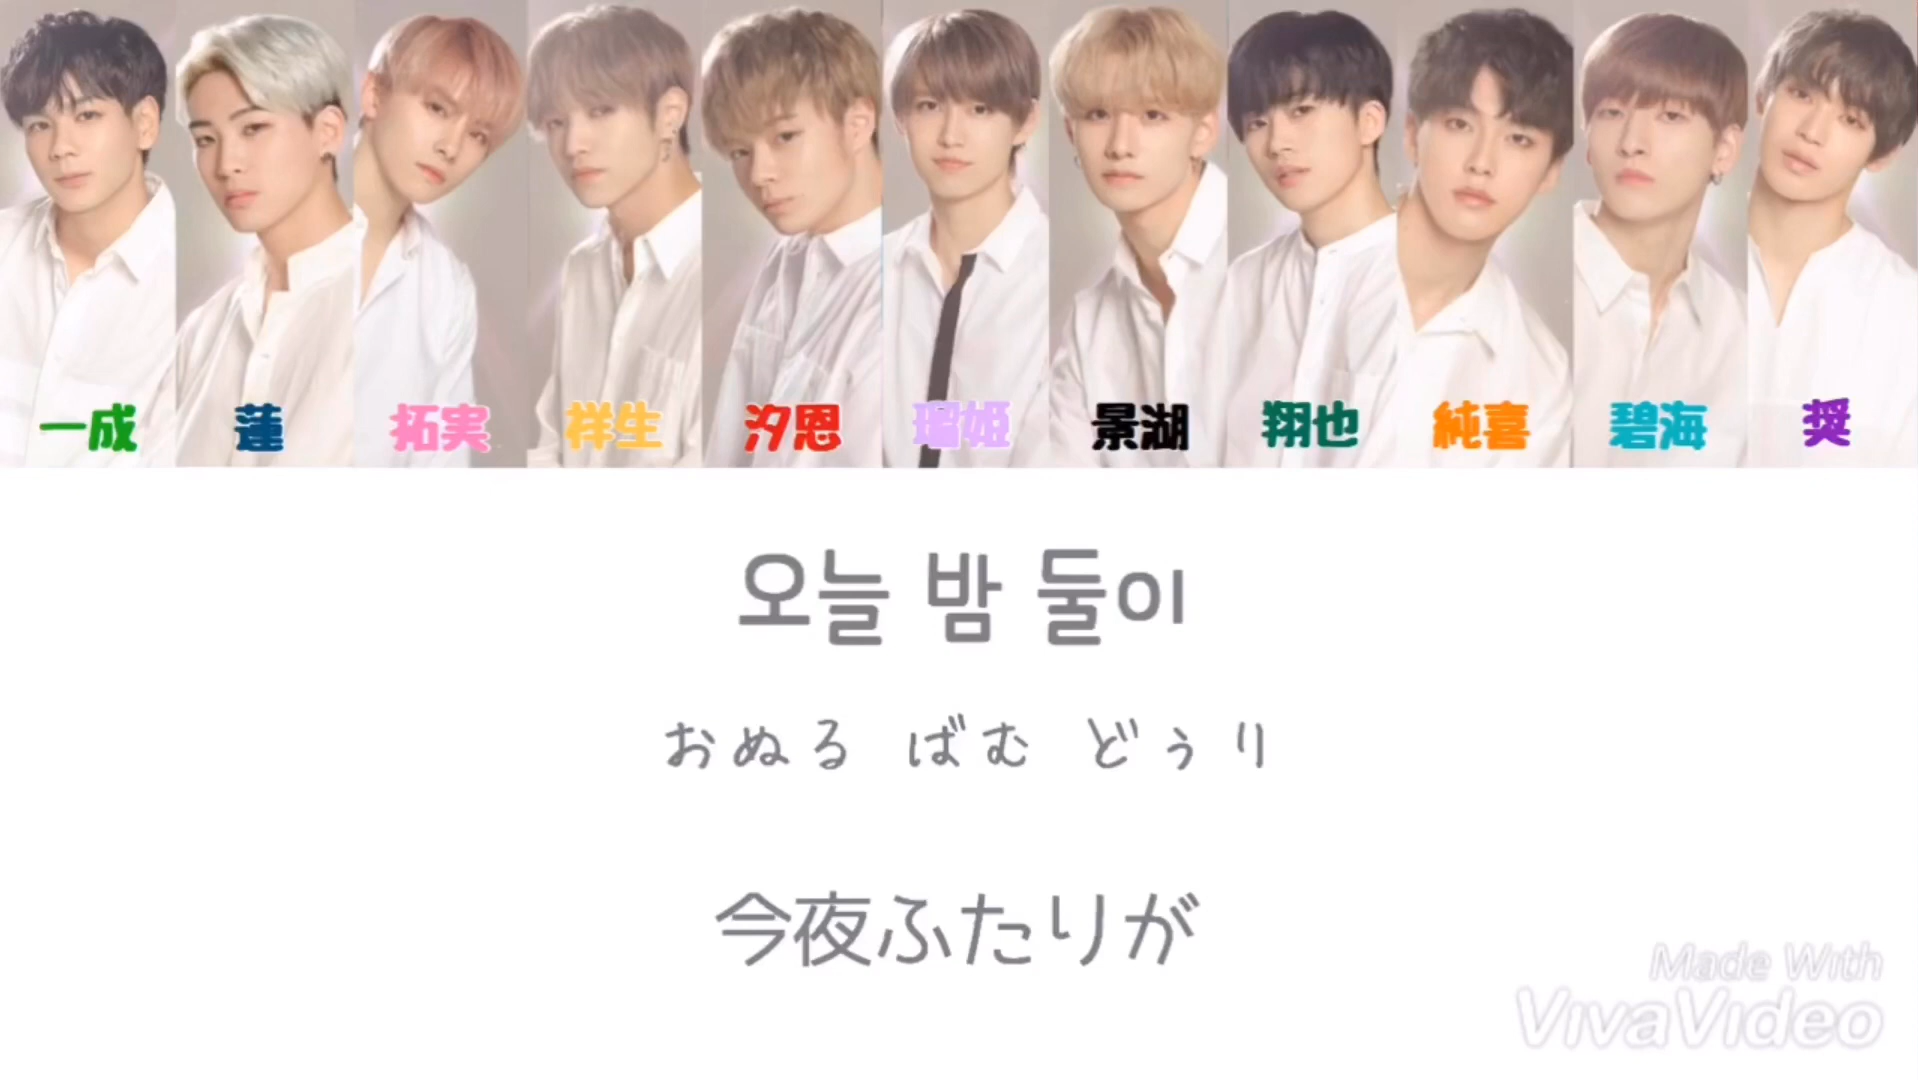 一成 蓮 拓実 祥生 汐恩 瑠姫 景湖 翔也 純喜 碧海 奨
오늘 밤 둘이
おぬる ばむ どぅり
今夜ふたりが
Made With
VivaVideo